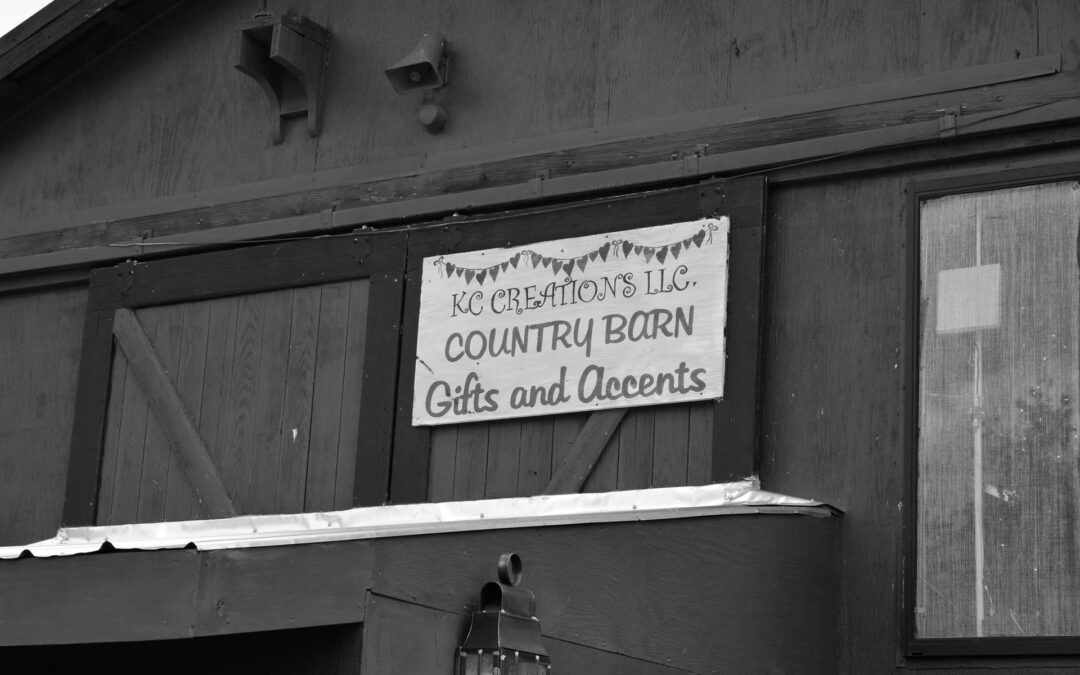 KC CREATIONS LLC.
COUNTRY BARN
Gifts and Accents